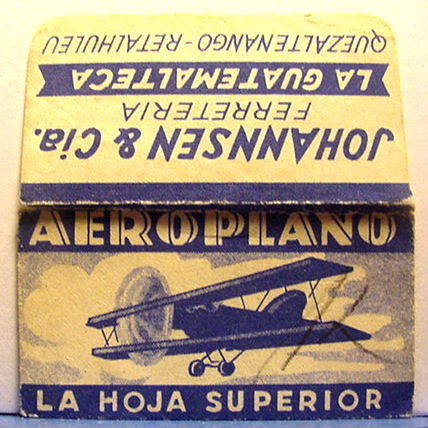 JOHANNSEN & Cia.
FERRETERIA
LA GUATEMALTECA
QUEZALTENANGO - RETALHULEU
AEROPLANO
LA HOJA SUPERIOR